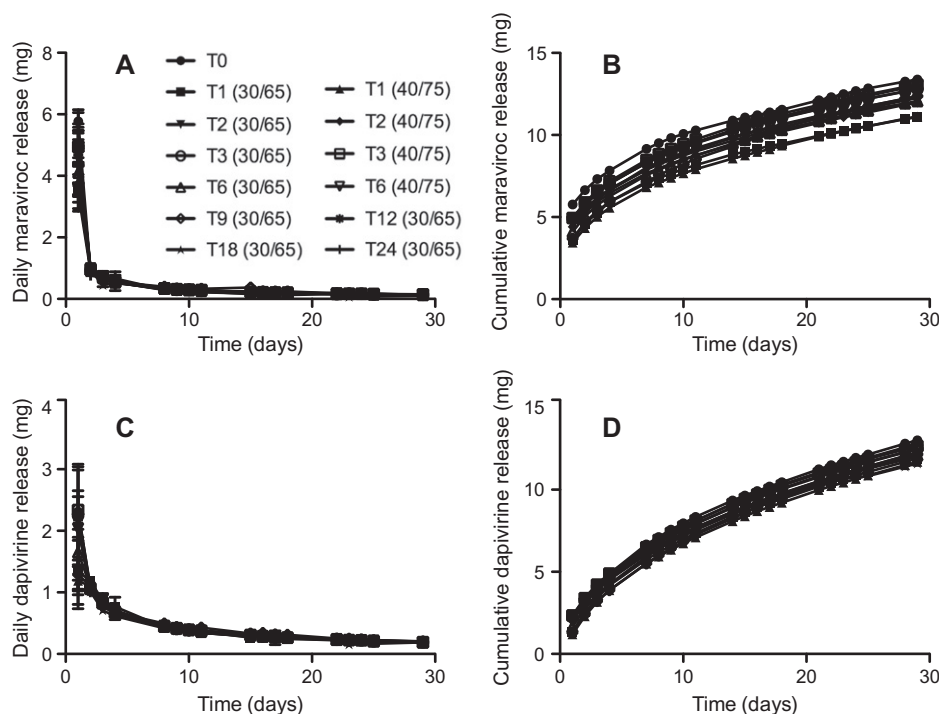 A
Daily maraviroc release (mg)
8
6
4
2
0
0 10 20 30
Time (days)
T0
T1 (30/65) T1 (40/75)
T2 (30/65) T2 (40/75)
T3 (30/65) T3 (40/75)
T6 (30/65) T6 (40/75)
T9 (30/65) T12 (30/65)
T18 (30/65) T24 (30/65)
B
Cumulative maraviroc release (mg)
15
10
5
0
0 10 20 30
Time (days)
C
Daily dapivirine release (mg)
4
3
2
1
0
0 10 20 30
Time (days)
D
Cumulative dapivirine release (mg)
15
10
5
0
0 10 20 30
Time (days)